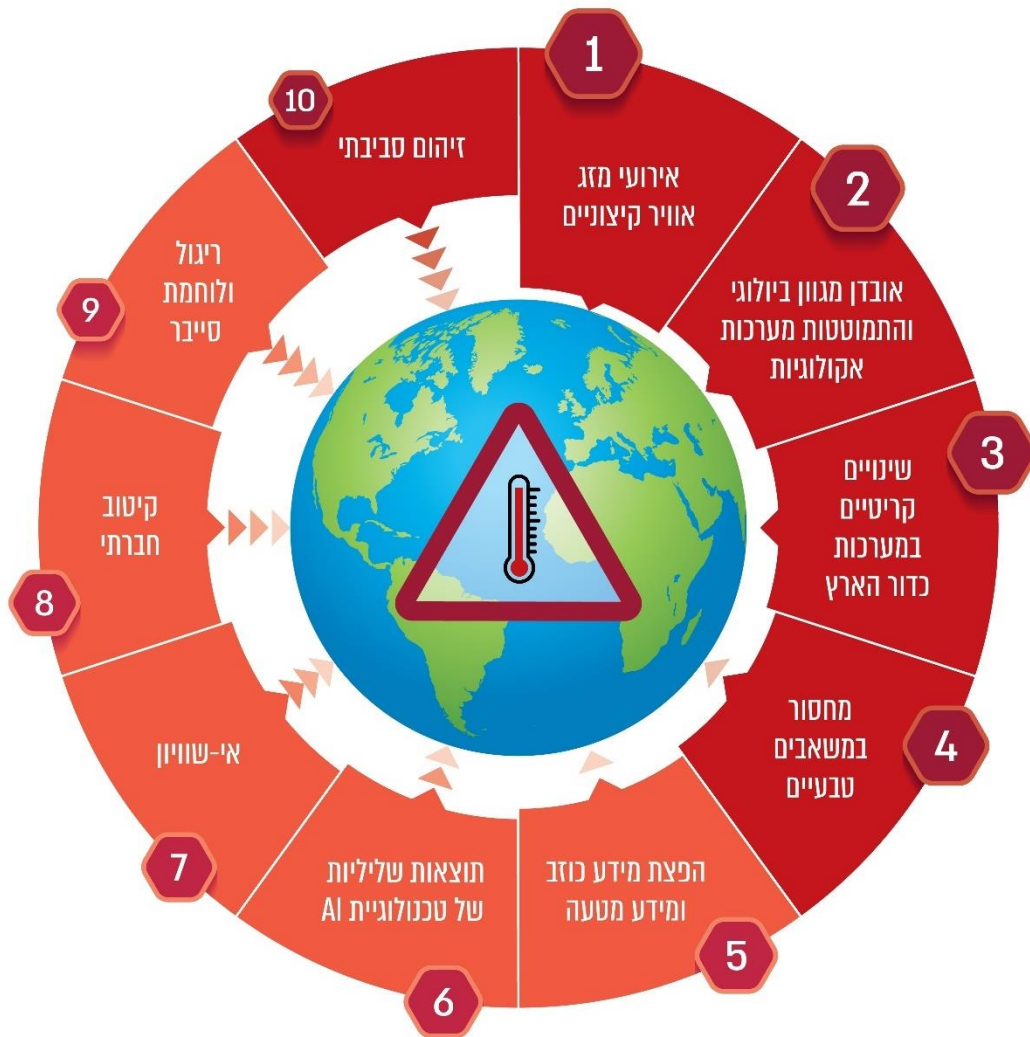 1
אירועי מזג
אוויר קיצוניים
2
אובדן מגוון ביולוגי
והתמוטטות מערכות
אקולוגיות
3
שינויים
קריטיים
במערכות
כדור הארץ
4
מחסור
במשאבים
טבעיים
5
הפצת מידע כוזב
ומידע מטעה
6
תוצאות שליליות
של טכנולוגיית AI
7
אי-שוויון
8
קיטוב
חברתי
9
ריגול
ולוחמת
סייבר
10
זיהום סביבתי